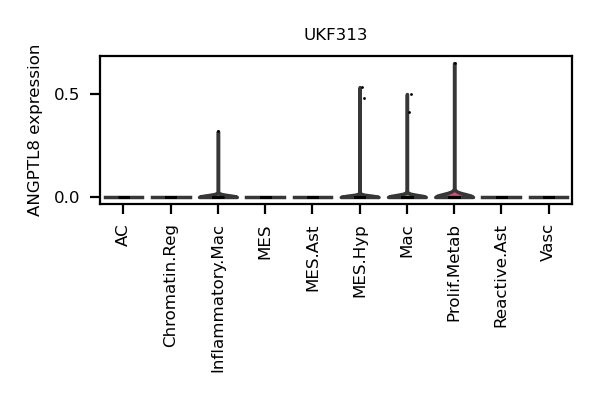 UKF313
ANGPTL8 expression
0.5
0.0
AC
Chromatin.Reg
Inflammatory.Mac
MES
MES.Ast
MES.Hyp
Mac
Prolif.Metab
Reactive.Ast
Vasc